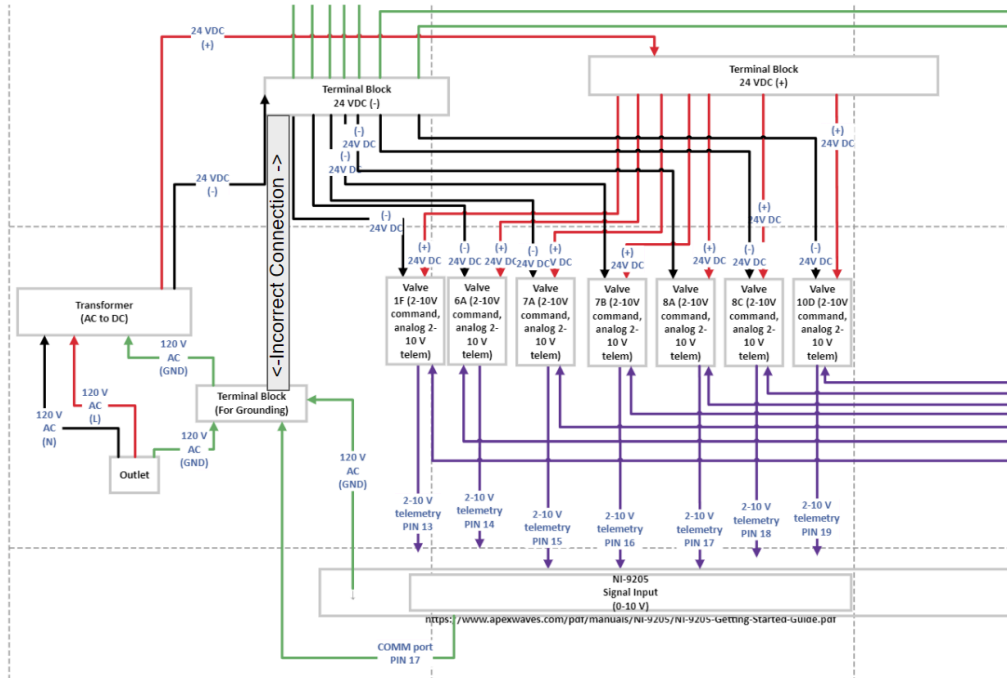 24 VDC
(+)
Terminal Block
24 VDC (-)
Terminal Block
24 VDC (+)
(-)
24V DC
(-)
24V DC
(+)
24V DC
<-Incorrect Connection ->
24 VDC
(-)
(-)
24V DC
(+)
24V DC
(+)
24V DC
(-)
24V DC
(+)
24V DC
(-)
24V DC
(+)
24V DC
(+)
24V DC
(+)
24V DC
(-)
24V DC
(-)
24V DC
Transformer
(AC to DC)
Valve
1F (2-10V
command,
analog 2-
10 V
telem)
Valve
6A (2-10V
command,
analog 2-
10 V
telem)
Valve
7A (2-10V
command,
analog 2-
10 V
telem)
Valve
7B (2-10V
command,
analog 2-
10 V
telem)
Valve
8A (2-10V
command,
analog 2-
10 V
telem)
Valve
8C (2-10V
command,
analog 2-
10 V
telem)
Valve
10D (2-10V
command,
analog 2-
10 V
telem)
120 V
AC
(GND)
120 V
AC
(L)
120 V
AC
(N)
Terminal Block
(For Grounding)
120 V
AC
(GND)
Outlet
120 V
AC
(GND)
2-10 V
telemetry
PIN 13
2-10 V
telemetry
PIN 14
2-10 V
telemetry
PIN 15
2-10 V
telemetry
PIN 16
2-10 V
telemetry
PIN 17
2-10 V
telemetry
PIN 18
2-10 V
telemetry
PIN 19
NI-9205
Signal Input
(0-10 V)
https://www.apexwaves.com/pdf/manuals/NI-9205/NI-9205-Getting-Started-Guide.pdf
COMM port
PIN 17